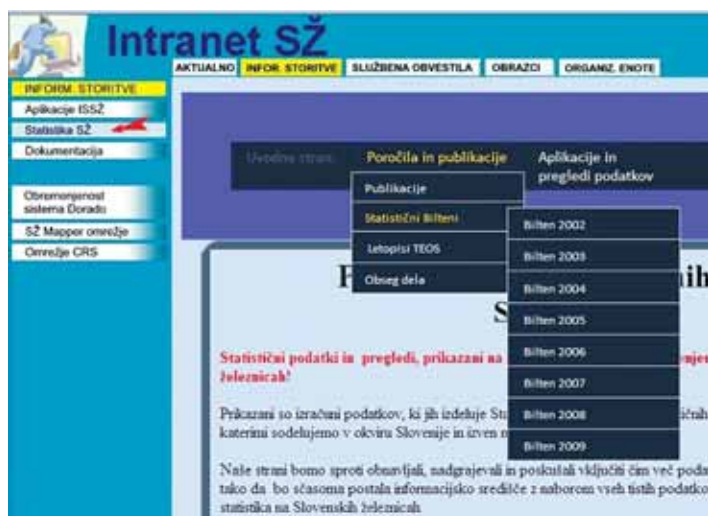 Intranet SŽ
AKTUALNO INFOR. STORITVE SLUŽBENA OBVESTILA OBRAZCI ORGANIZ. ENOTE
INFORM. STORITVE
Aplikacije ISSŽ
Statistika SŽ
Dokumentacija
Obremenjenost
sistema Dorado
SŽ Mapper omrežje
Omrežje CRS
Uvodna stran
Poročila in publikacije
Aplikacije in
pregledi podatkov
Publikacije
Statistični Bilteni
Letopisi TEOS
Obseg dela
Bilten 2002
Bilten 2003
Bilten 2004
Bilten 2005
Bilten 2006
Bilten 2007
Bilten 2008
Bilten 2009
Statistični podatki in pregledi, prikazani na
železnicah!
Prikazani so izračuni podatkov, ki jih izdeluje
katerimi sodelujemo v okviru Slovenije in izven
Naše strani bomo sproti obnavljali, nadgrajevali in poskušali vključiti čim več
tako da bo sčasoma postala informacijsko središče z naborom vseh tistih
statistika na Slovenskih železnicah.